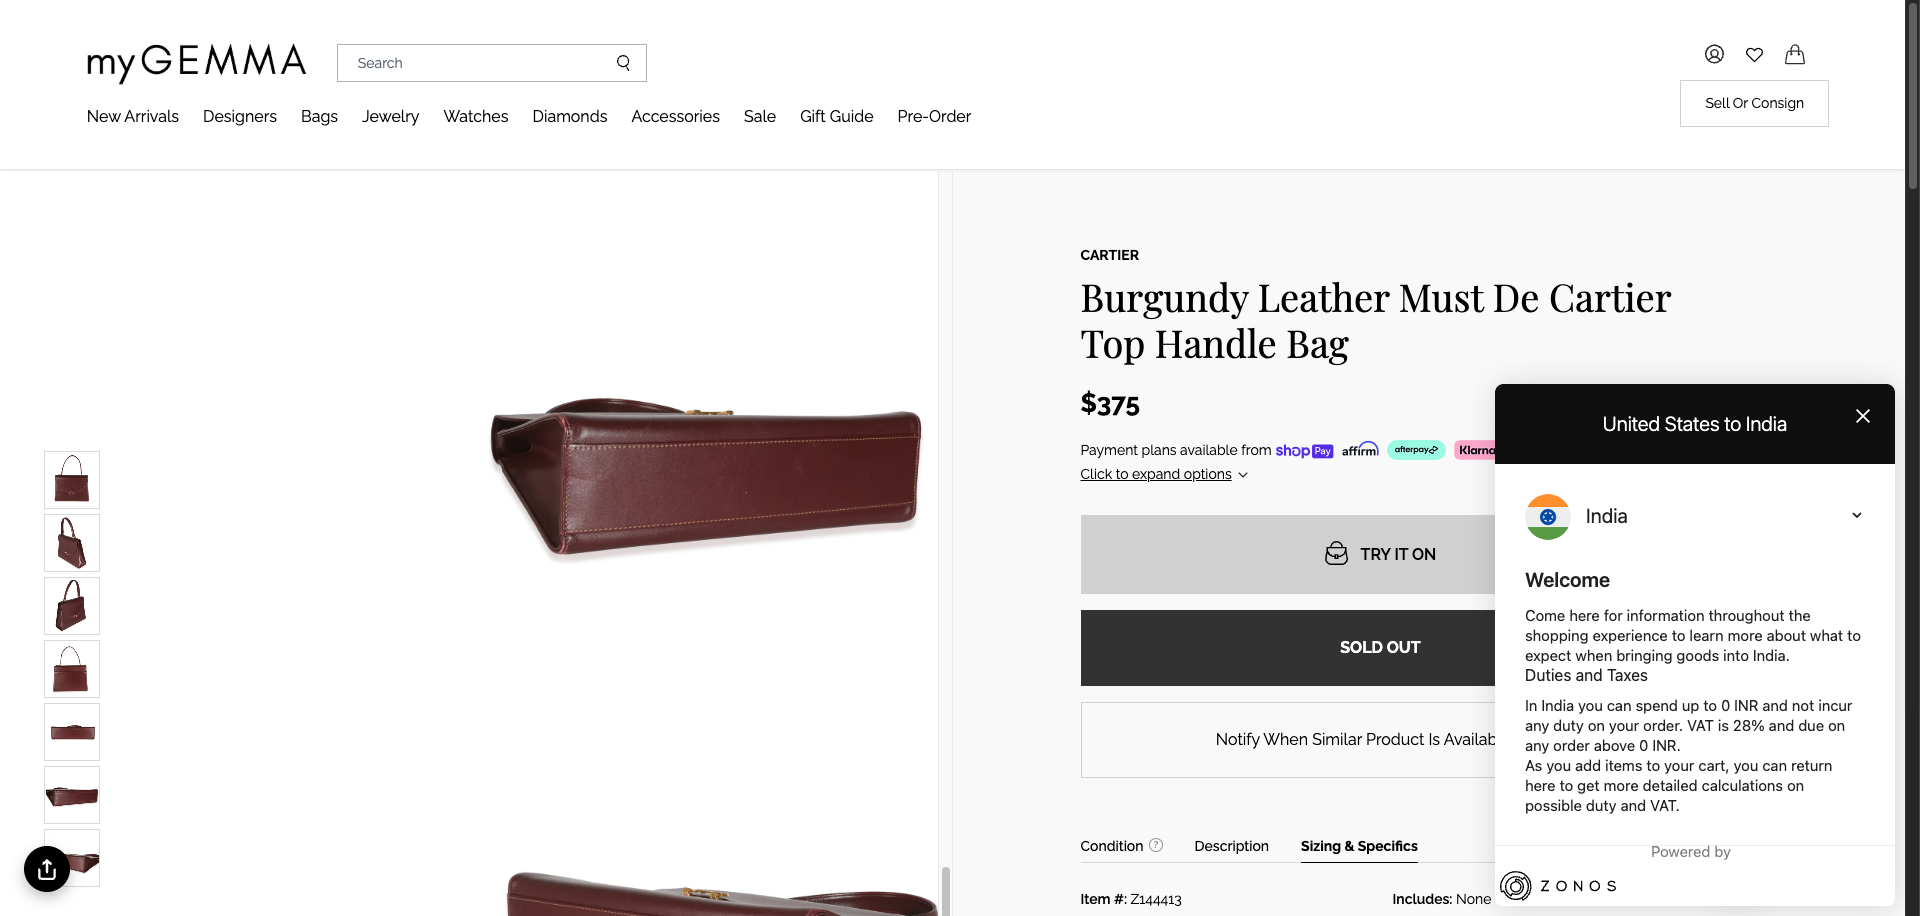 myGEMMA
Search
Sell Or Consign
New Arrivals Designers Bags Jewelry Watches Diamonds Accessories Sale Gift Guide Pre-Order
CARTIER
Burgundy Leather Must De Cartier
Top Handle Bag
$375
Payment plans available from shop Pay affirm afterpay Klarna
Click to expand options
TRY IT ON
SOLD OUT
Notify When Similar Product Is
Condition ? Description Sizing & Specifics
Item #: Z144413 Includes: None
United States to India
India
Welcome
Come here for information throughout the
shopping experience to learn more about what to
expect when bringing goods into India.
Duties and Taxes
In India you can spend up to 0 INR and not incur
any duty on your order. VAT is 28% and due on
any order above 0 INR.
As you add items to your cart, you can return
here to get more detailed calculations on
possible duty and VAT.
Powered by
ZONOS